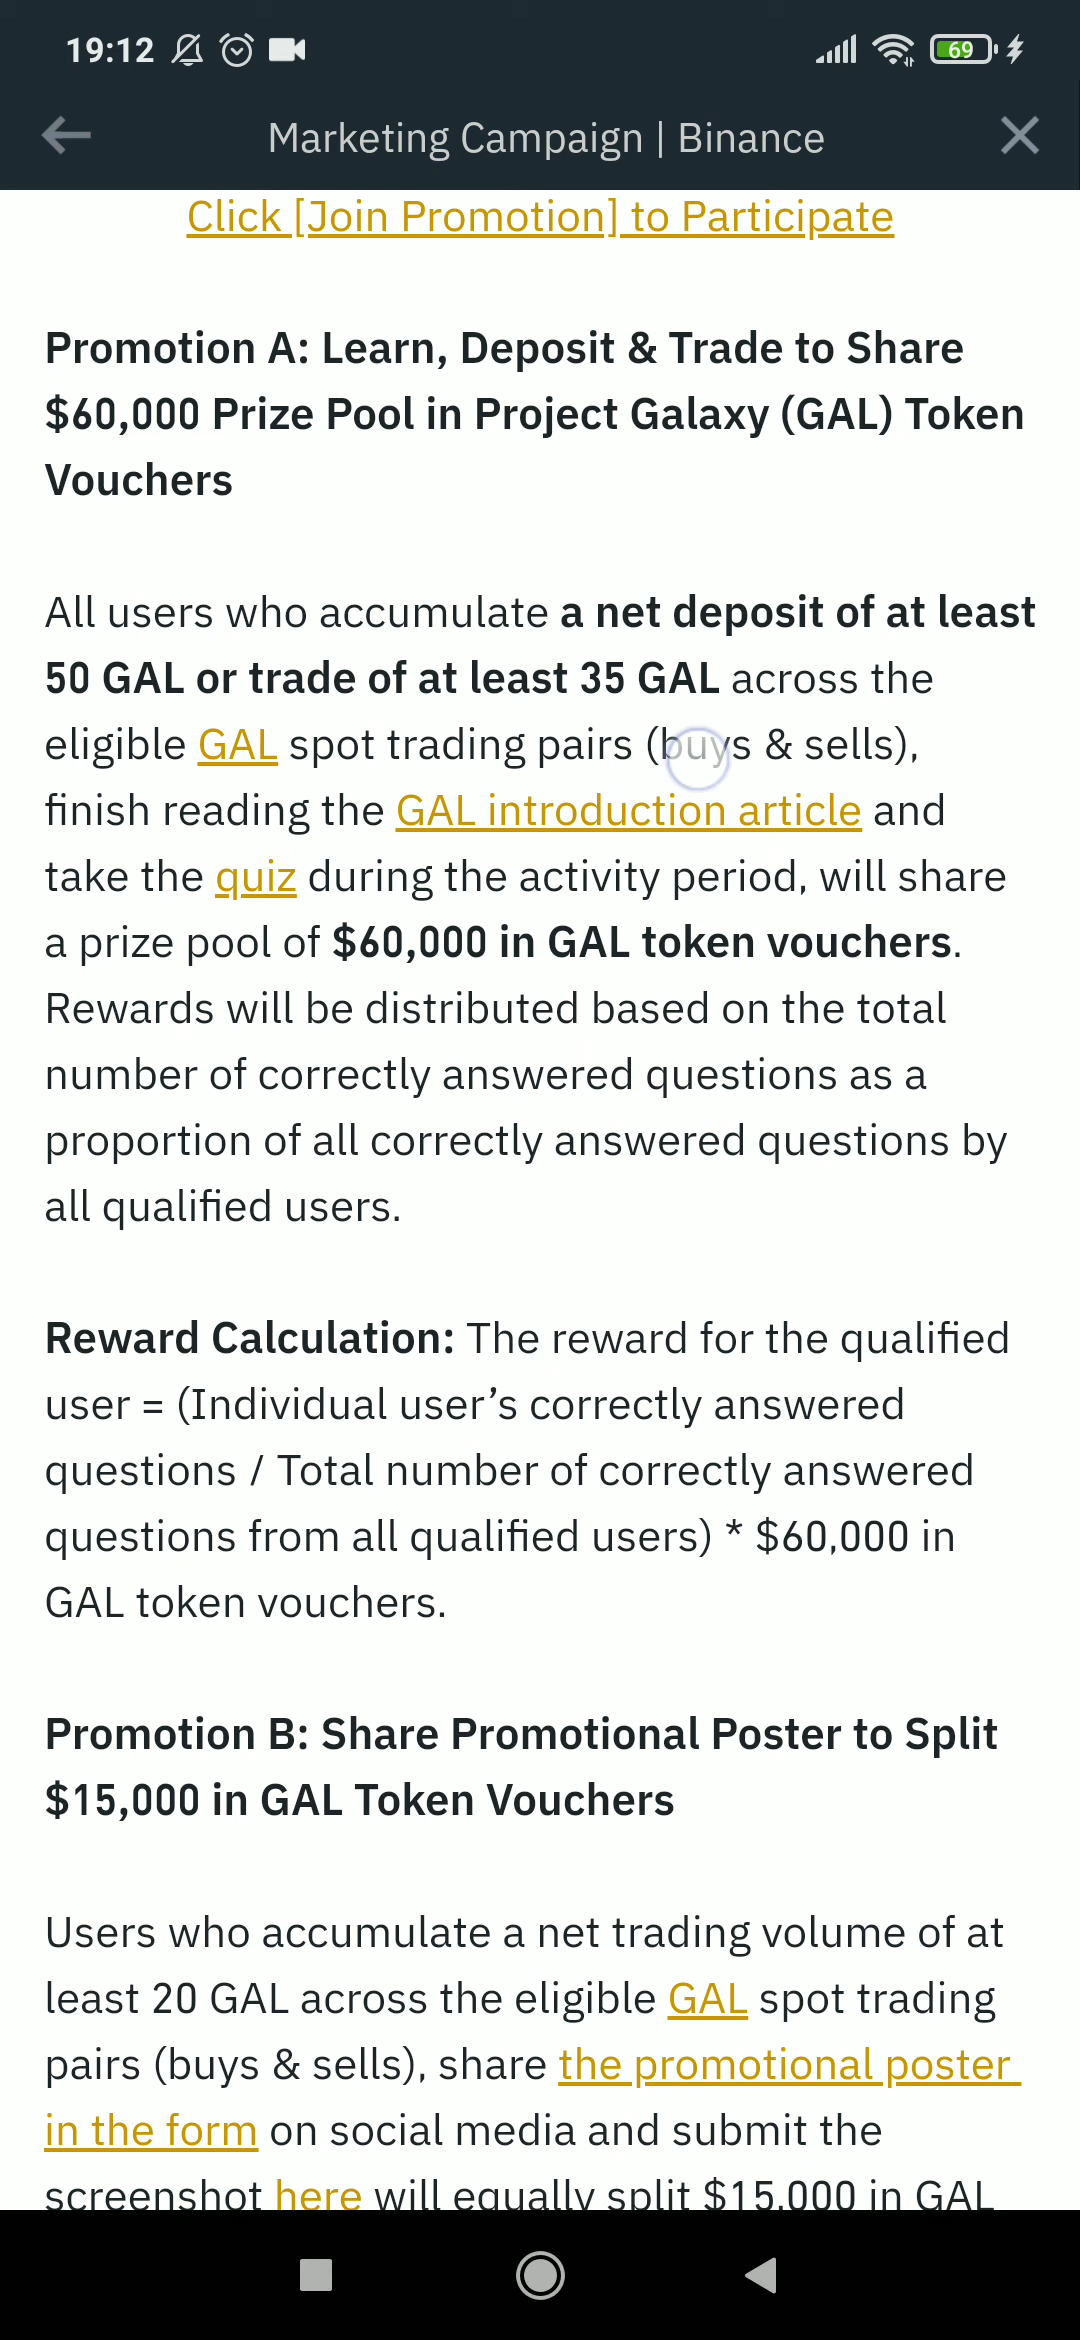 19:12
69
Marketing Campaign | Binance
Click [Join Promotion] to Participate
Promotion A: Learn, Deposit & Trade to Share
$60,000 Prize Pool in Project Galaxy (GAL) Token
Vouchers
All users who accumulate a net deposit of at least
50 GAL or trade of at least 35 GAL across the
eligible GAL spot trading pairs (buys & sells),
finish reading the GAL introduction article and
take the quiz during the activity period, will share
a prize pool of $60,000 in GAL token vouchers.
Rewards will be distributed based on the total
number of correctly answered questions as a
proportion of all correctly answered questions by
all qualified users.
Reward Calculation: The reward for the qualified
user = (Individual user’s correctly answered
questions / Total number of correctly answered
questions from all qualified users) * $60,000 in
GAL token vouchers.
Promotion B: Share Promotional Poster to Split
$15,000 in GAL Token Vouchers
Users who accumulate a net trading volume of at
least 20 GAL across the eligible GAL spot trading
pairs (buys & sells), share the promotional poster
in the form on social media and submit the
screenshot here will equally split $15,000 in GAL